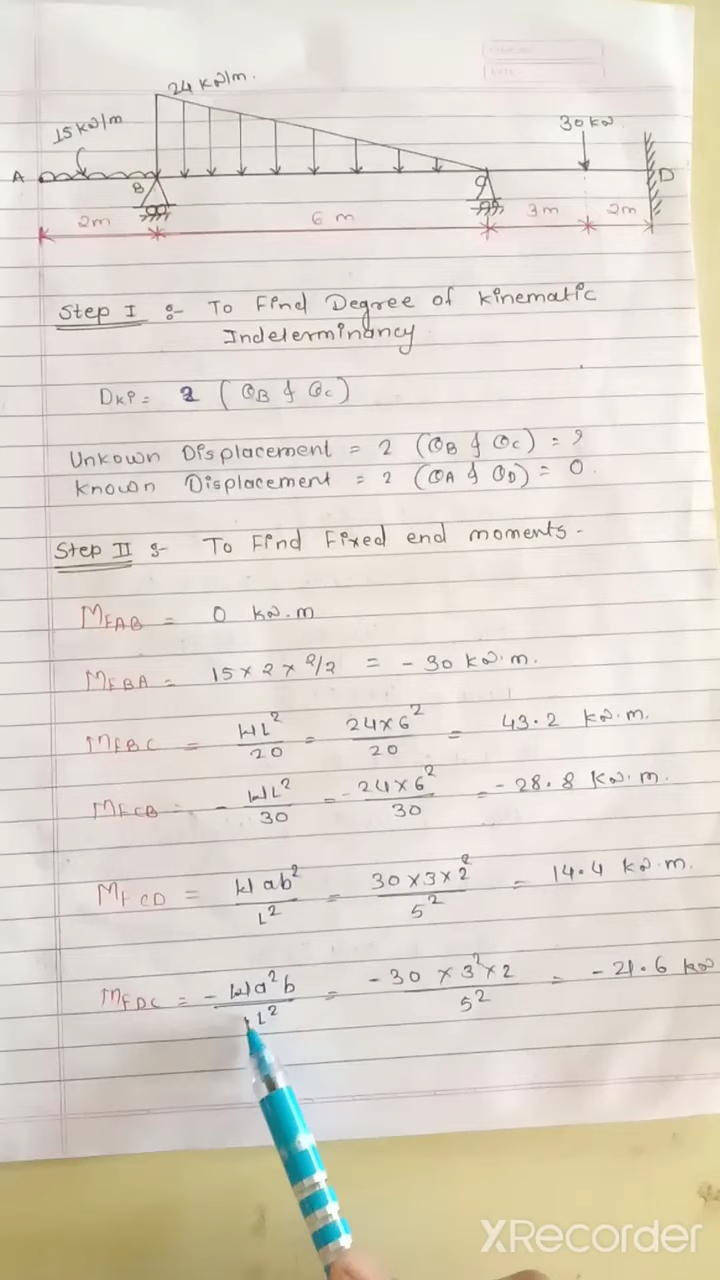 24 kN/m.
15 kN/m
30 kN
A
B
C
D
2m
6 m
3m
2m
Step I :- To Find Degree of kinematic
Indeterminancy
Dki = 2 (θB & θC)
Unkown Displacement = 2 (θB & θC) = ?
known Displacement = 2 (θA & θD) = 0.
Step II :- To Find Fixed end moments.
MFAB = 0 kN.m
MFBA = 15 x 2 x 2/2 = - 30 kN.m.
MFBC = WL²/20 = 24x6²/20 = 43.2 kN.m.
MFCB = - WL²/30 = - 24x6²/30 = - 28.8 kN.m.
MFCD = Wab²/L² = 30 x 3 x 2²/5² = 14.4 kN.m.
MFDC = - Wa²b/L² = - 30 x 3² x 2/5² = - 21.6 kN
XRecorder